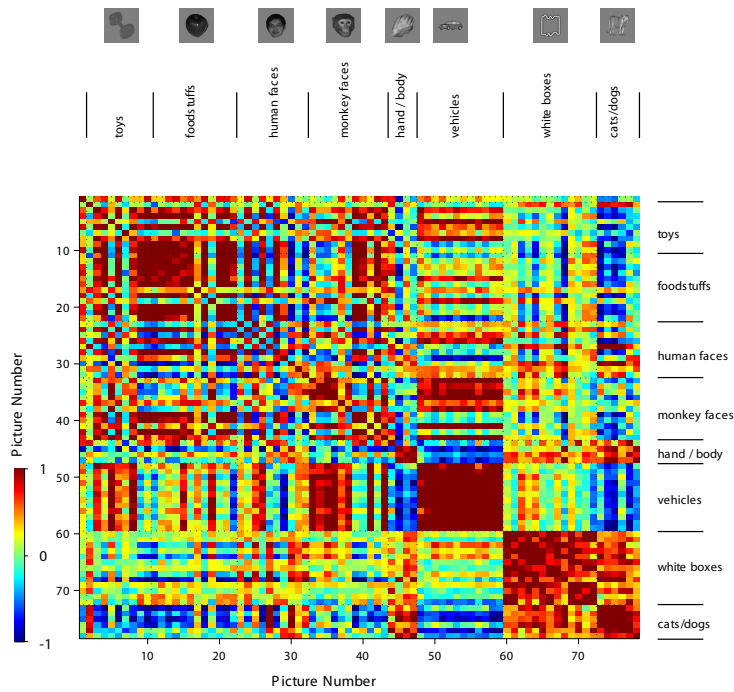 toys
foodstuffs
human faces
monkey faces
hand / body
vehicles
white boxes
cats/dogs
toys
10
foodstuffs
20
human faces
30
Picture Number
40
monkey faces
hand / body
1
50
vehicles
0
60
white boxes
70
cats/dogs
-1
10 20 30 40 50 60 70
Picture Number